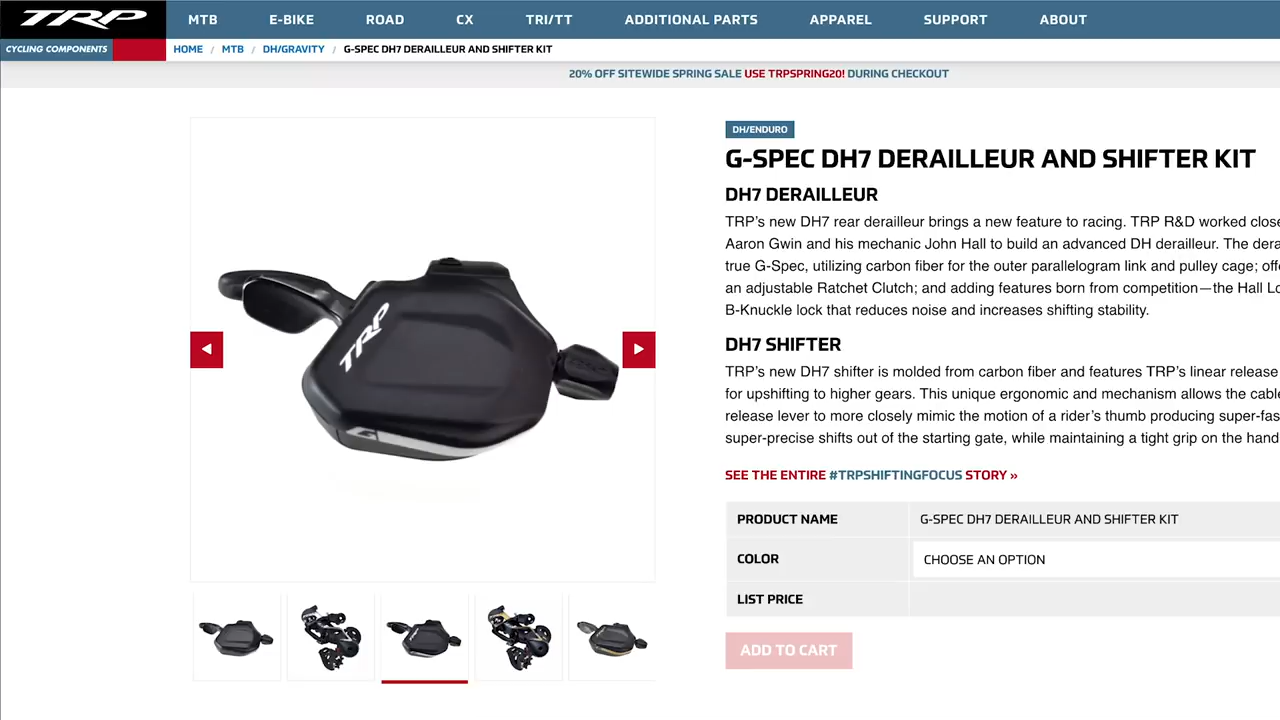 TRP
MTB E-BIKE ROAD CX TRI/TT ADDITIONAL PARTS APPAREL SUPPORT ABOUT
CYCLING COMPONENTS
HOME / MTB / DH/GRAVITY / G-SPEC DH7 DERAILLEUR AND SHIFTER KIT
20% OFF SITEWIDE SPRING SALE USE TRPSPRING20! DURING CHECKOUT
TRP
DH/ENDURO
G-SPEC DH7 DERAILLEUR AND SHIFTER KIT
DH7 DERAILLEUR
TRP’s new DH7 rear derailleur brings a new feature to racing. TRP R&D worked close
Aaron Gwin and his mechanic John Hall to build an advanced DH derailleur. The dera
true G-Spec, utilizing carbon fiber for the outer parallelogram link and pulley cage; off
an adjustable Ratchet Clutch; and adding features born from competition—the Hall Lo
B-Knuckle lock that reduces noise and increases shifting stability.
DH7 SHIFTER
TRP’s new DH7 shifter is molded from carbon fiber and features TRP’s linear release
for upshifting to higher gears. This unique ergonomic and mechanism allows the cable
release lever to more closely mimic the motion of a rider’s thumb producing super-fas
super-precise shifts out of the starting gate, while maintaining a tight grip on the hand
SEE THE ENTIRE #TRPSHIFTINGFOCUS STORY »
PRODUCT NAME G-SPEC DH7 DERAILLEUR AND SHIFTER KIT
COLOR CHOOSE AN OPTION
LIST PRICE
ADD TO CART